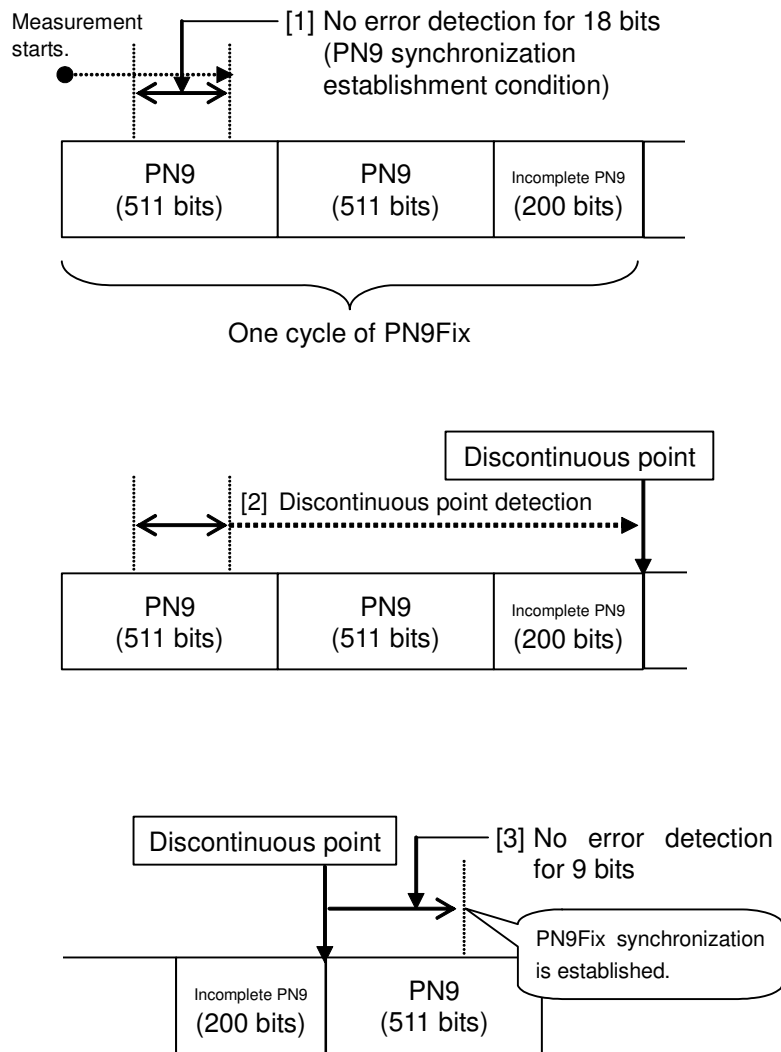 Measurement
starts.
[1] No error detection for 18 bits
(PN9 synchronization
establishment condition)
PN9
(511 bits)
PN9
(511 bits)
Incomplete PN9
(200 bits)
One cycle of PN9Fix
Discontinuous point
[2] Discontinuous point detection
PN9
(511 bits)
PN9
(511 bits)
Incomplete PN9
(200 bits)
Discontinuous point
[3] No error detection
for 9 bits
PN9Fix synchronization
is established.
Incomplete PN9
(200 bits)
PN9
(511 bits)